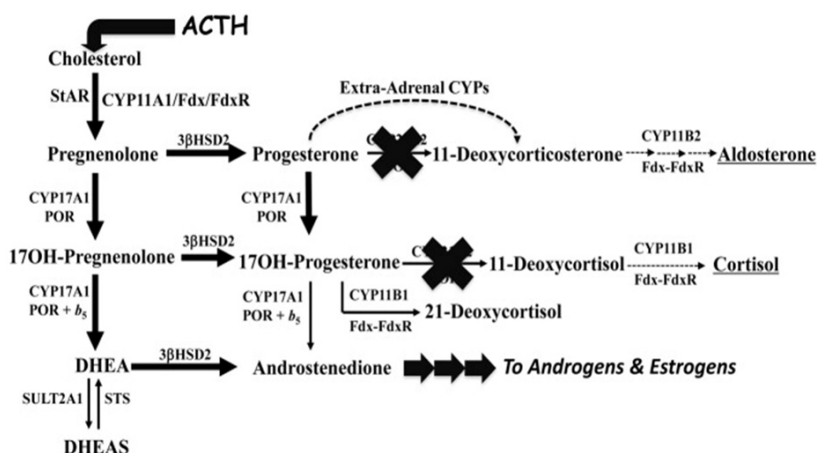 ACTH
Cholesterol
StAR CYP11A1/Fdx/FdxR
Extra-Adrenal CYPs
Pregnenolone 3βHSD2 Progesterone 11-Deoxycorticosterone CYP11B2 Fdx-FdxR Aldosterone
CYP17A1 CYP17A1
POR POR
17OH-Pregnenolone 3βHSD2 17OH-Progesterone 11-Deoxycortisol CYP11B1 Fdx-FdxR Cortisol
CYP17A1 CYP17A1 CYP11B1
POR + b5 POR + b5 Fdx-FdxR 21-Deoxycortisol
DHEA 3βHSD2 Androstenedione To Androgens & Estrogens
SULT2A1 STS
DHEAS